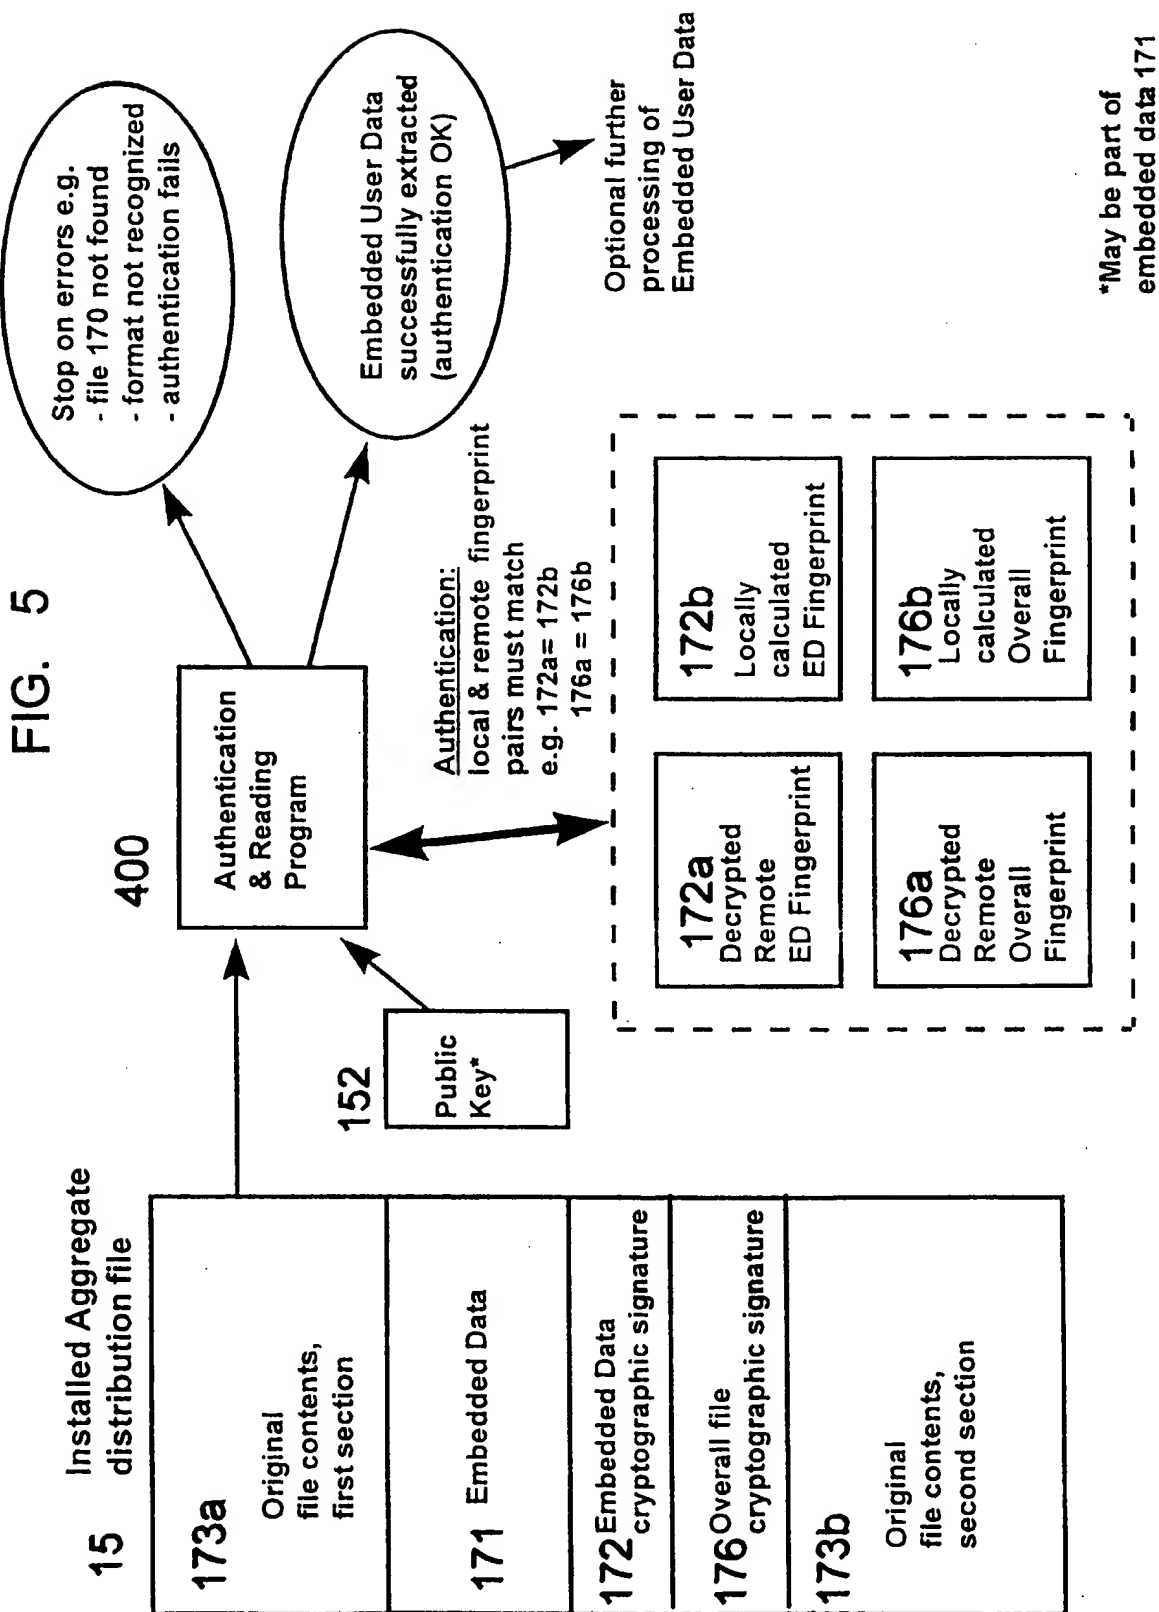 FIG. 5
15
Installed Aggregate
distribution file
173a
Original
file contents,
first section
171 Embedded Data
172 Embedded Data
cryptographic signature
176 Overall file
cryptographic signature
173b
Original
file contents,
second section
152
Public
Key*
400
Authentication
& Reading
Program
Stop on errors e.g.
- file 170 not found
- format not recognized
- authentication fails
Embedded User Data
successfully extracted
(authentication OK)
Optional further
processing of
Embedded User Data
Authentication:
local & remote fingerprint
pairs must match
e.g. 172a= 172b
176a = 176b
172a
Decrypted
Remote
ED Fingerprint
172b
Locally
calculated
ED Fingerprint
176a
Decrypted
Remote
Overall
Fingerprint
176b
Locally
calculated
Overall
Fingerprint
*May be part of
embedded data 171